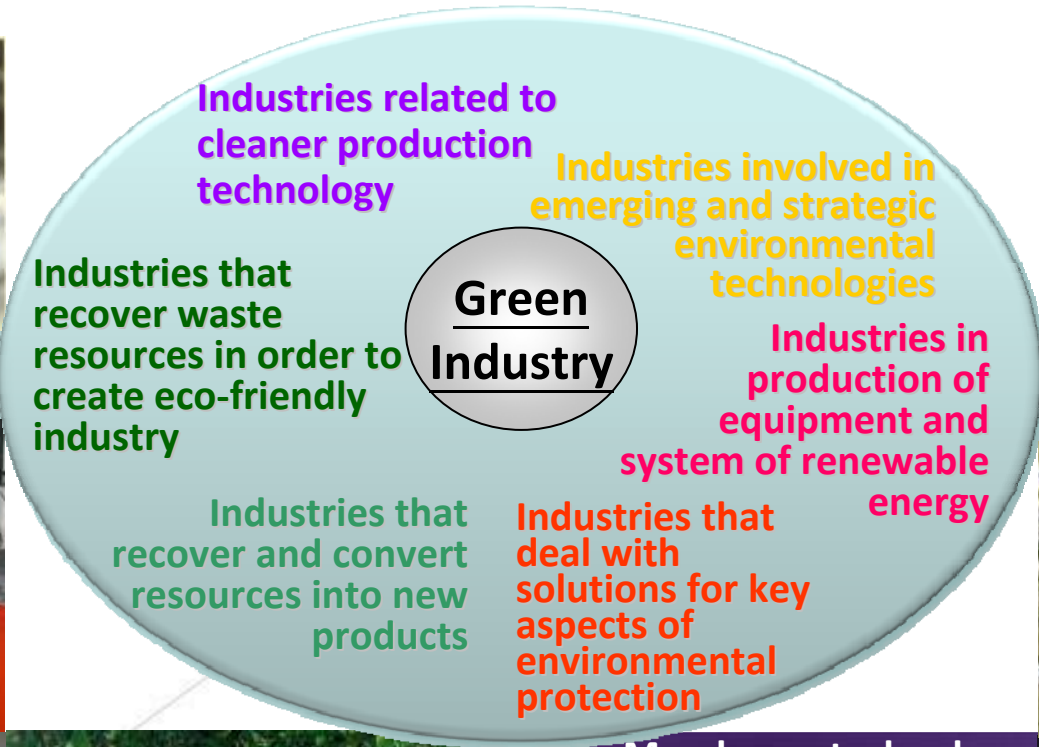 Industries related to
cleaner production
technology
Industries involved in
emerging and strategic
environmental
technologies
Industries that
recover waste
resources in order to
create eco-friendly
industry
Green
Industry
Industries in
production of
equipment and
system of renewable
energy
Industries that
recover and convert
resources into new
products
Industries that
deal with
solutions for key
aspects of
environmental
protection